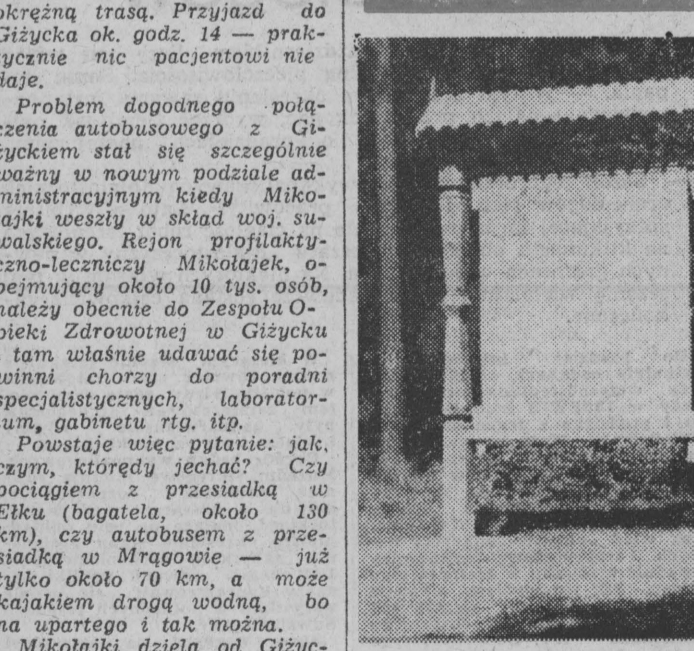 okrężną trasą. Przyjazd do
Giżycka ok. godz. 14 — prak-
tycznie nic pacjentowi nie
daje.
Problem dogodnego połą-
czenia autobusowego z Gi-
życkiem stał się szczególnie
ważny w nowym podziale ad-
ministracyjnym kiedy Miko-
łajki weszły w skład woj. su-
walskiego. Rejon profilakty-
czno-leczniczy Mikołajek, o-
bejmujący około 10 tys. osób,
należy obecnie do Zespołu O-
pieki Zdrowotnej w Giżycku
i tam właśnie udawać się po-
winni chorzy do poradni
specjalistycznych, laborator-
ium, gabinetu rtg. itp.
Powstaje więc pytanie: jak,
czym, którędy jechać? Czy
pociągiem z przesiadką w
Ełku (bagatela, około 130
km), czy autobusem z prze-
siadką w Mrągowie — już
tylko około 70 km, a może
kajakiem drogą wodną, bo
na upartego i tak można.
Mikołajki dzielą od Giżyc-